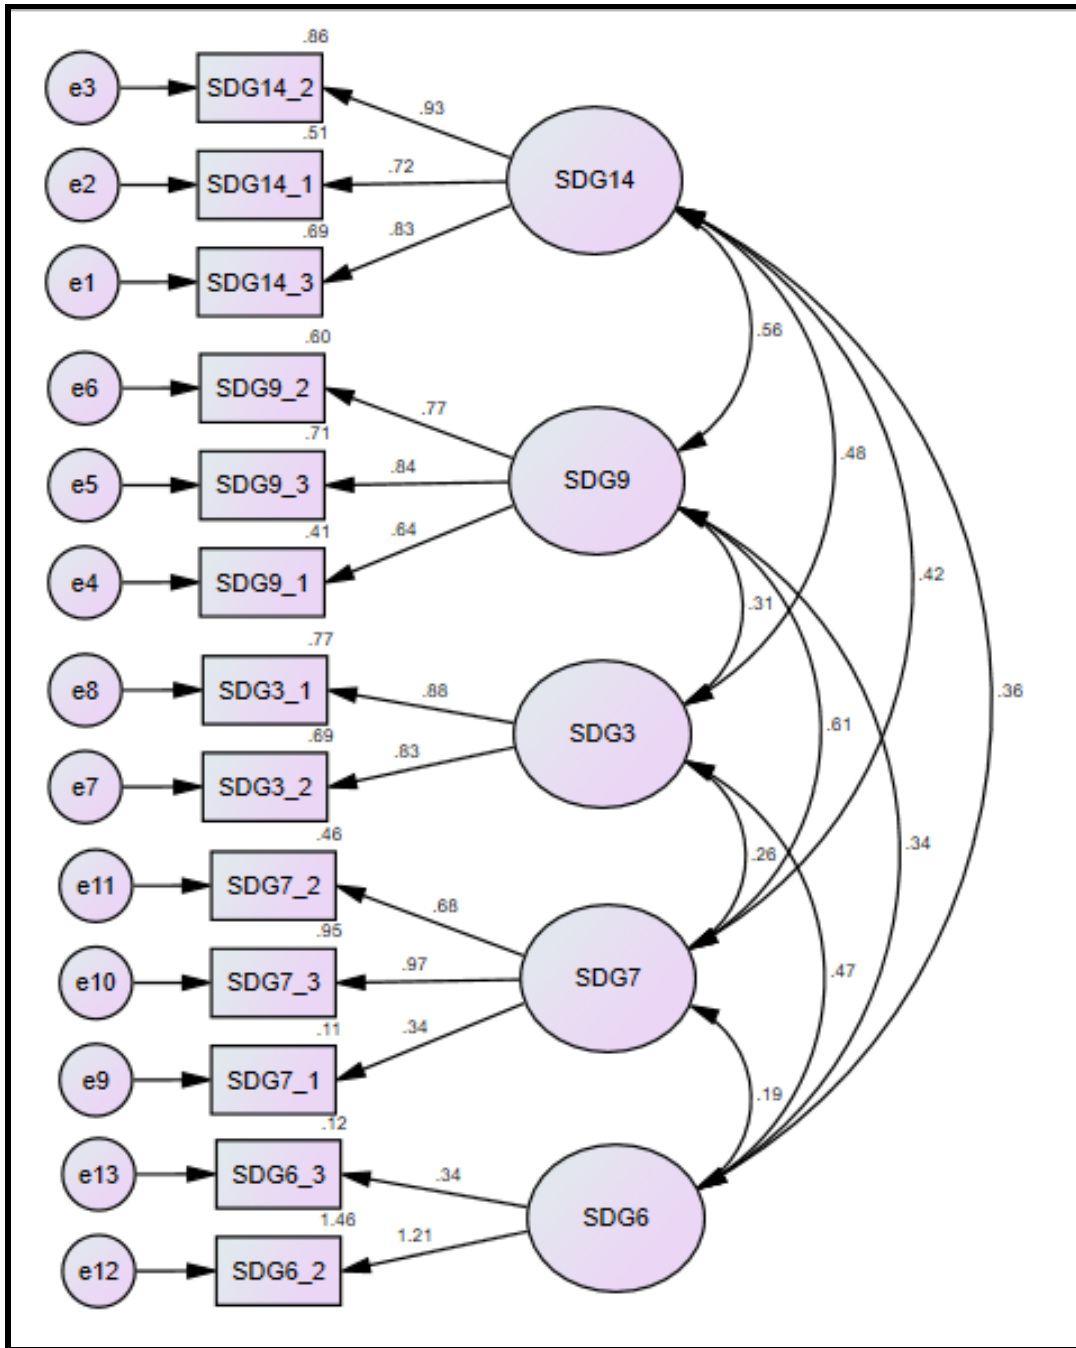 .86
e3
SDG14_2
.93
.51
e2
SDG14_1
.72
SDG14
.69
e1
SDG14_3
.83
.56
.60
e6
SDG9_2
.77
.71
e5
SDG9_3
.84
SDG9
.48
.41
e4
SDG9_1
.64
.42
.31
.77
e8
SDG3_1
.88
.36
.69
e7
SDG3_2
.83
SDG3
.61
.46
e11
SDG7_2
.68
.26
.34
.95
e10
SDG7_3
.97
SDG7
.47
.11
e9
SDG7_1
.34
.19
.12
e13
SDG6_3
.34
1.46
e12
SDG6_2
1.21
SDG6